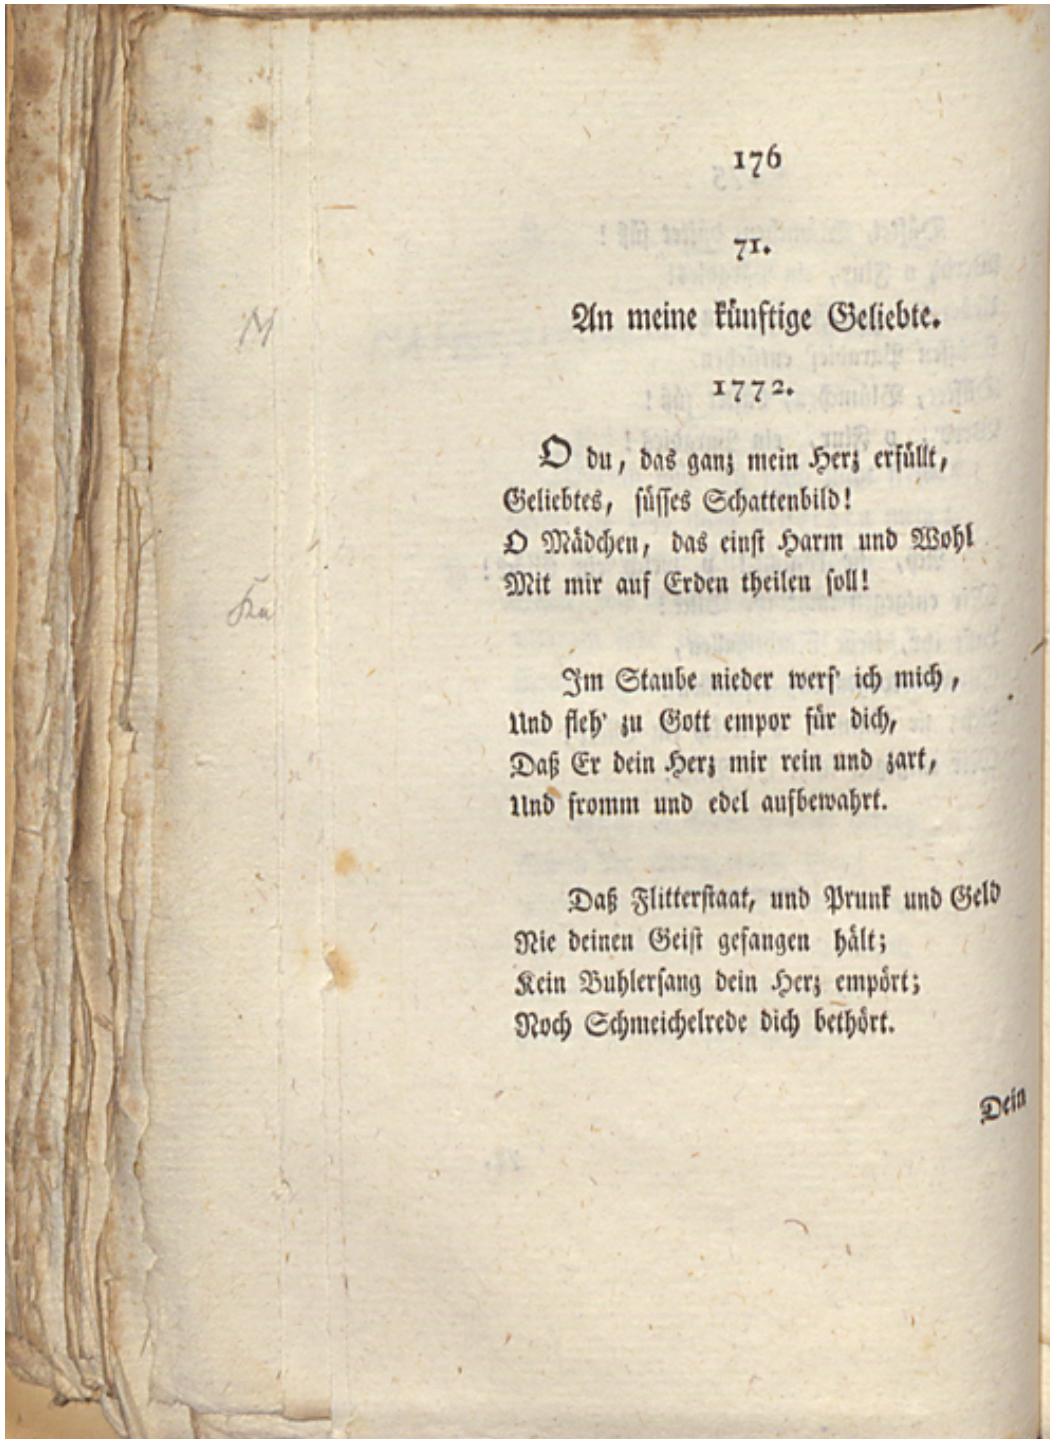 176
71.
An meine künftige Geliebte.
1772.
O du, das ganz mein Herz erfüllt,
Geliebtes, süsses Schattenbild!
O Mädchen, das einst Harm und Wohl
Mit mir auf Erden theilen soll!
Im Staube nieder werf' ich mich,
Und fleh' zu Gott empor für dich,
Daß Er dein Herz mir rein und zart,
Und fromm und edel aufbewahrt.
Daß Flitterstaat, und Prunk und Geld
Nie deinen Geist gefangen hält;
Kein Buhlersang dein Herz empört;
Noch Schmeichelrede dich bethört.
Dein